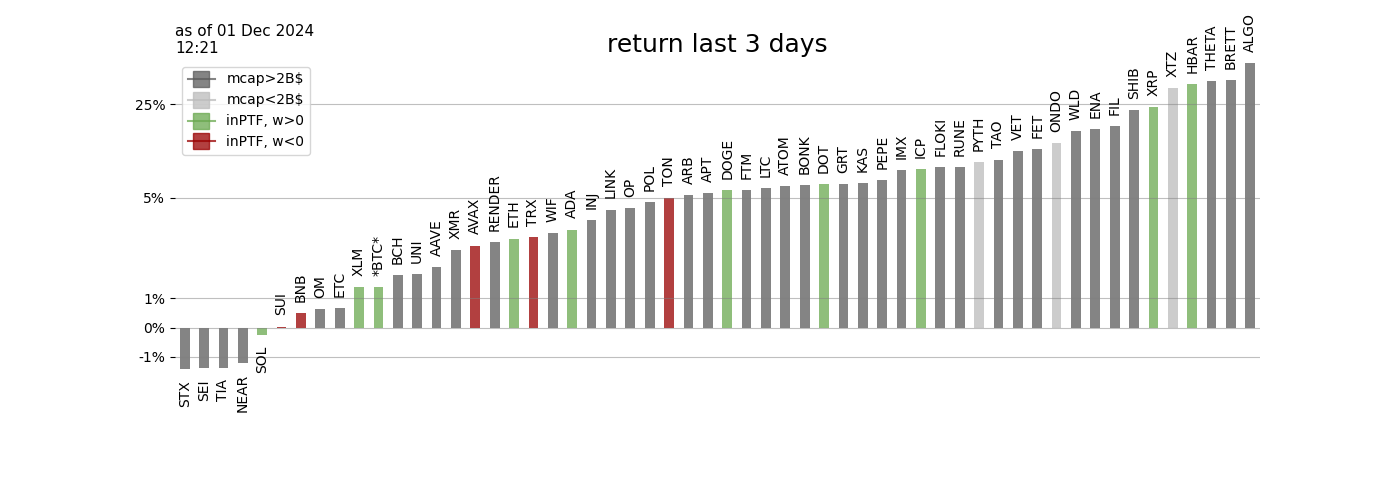 as of 01 Dec 2024
12:21
return last 3 days
mcap>2B$
mcap<2B$
inPTF, w>0
inPTF, w<0
25%
5%
1%
0%
-1%
STX
SEI
TIA
NEAR
SOL
SUI
BNB
OM
ETC
XLM
*BTC*
BCH
UNI
AAVE
XMR
AVAX
RENDER
ETH
TRX
WIF
ADA
INJ
LINK
OP
POL
TON
ARB
APT
DOGE
FTM
LTC
ATOM
BONK
DOT
GRT
KAS
PEPE
IMX
ICP
FLOKI
RUNE
PYTH
TAO
VET
FET
ONDO
WLD
ENA
FIL
SHIB
XRP
XTZ
HBAR
THETA
BRETT
ALGO